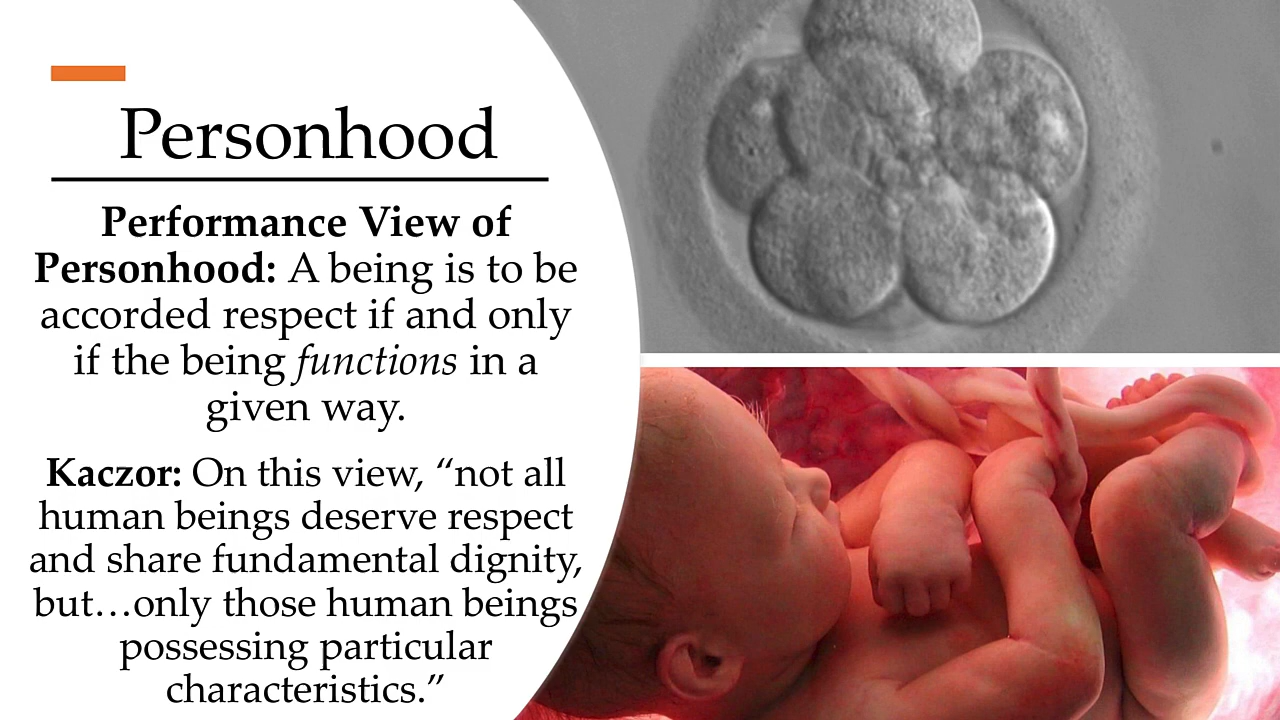 Personhood
Performance View of
Personhood: A being is to be
accorded respect if and only
if the being functions in a
given way.
Kaczor: On this view, “not all
human beings deserve respect
and share fundamental dignity,
but…only those human beings
possessing particular
characteristics.”